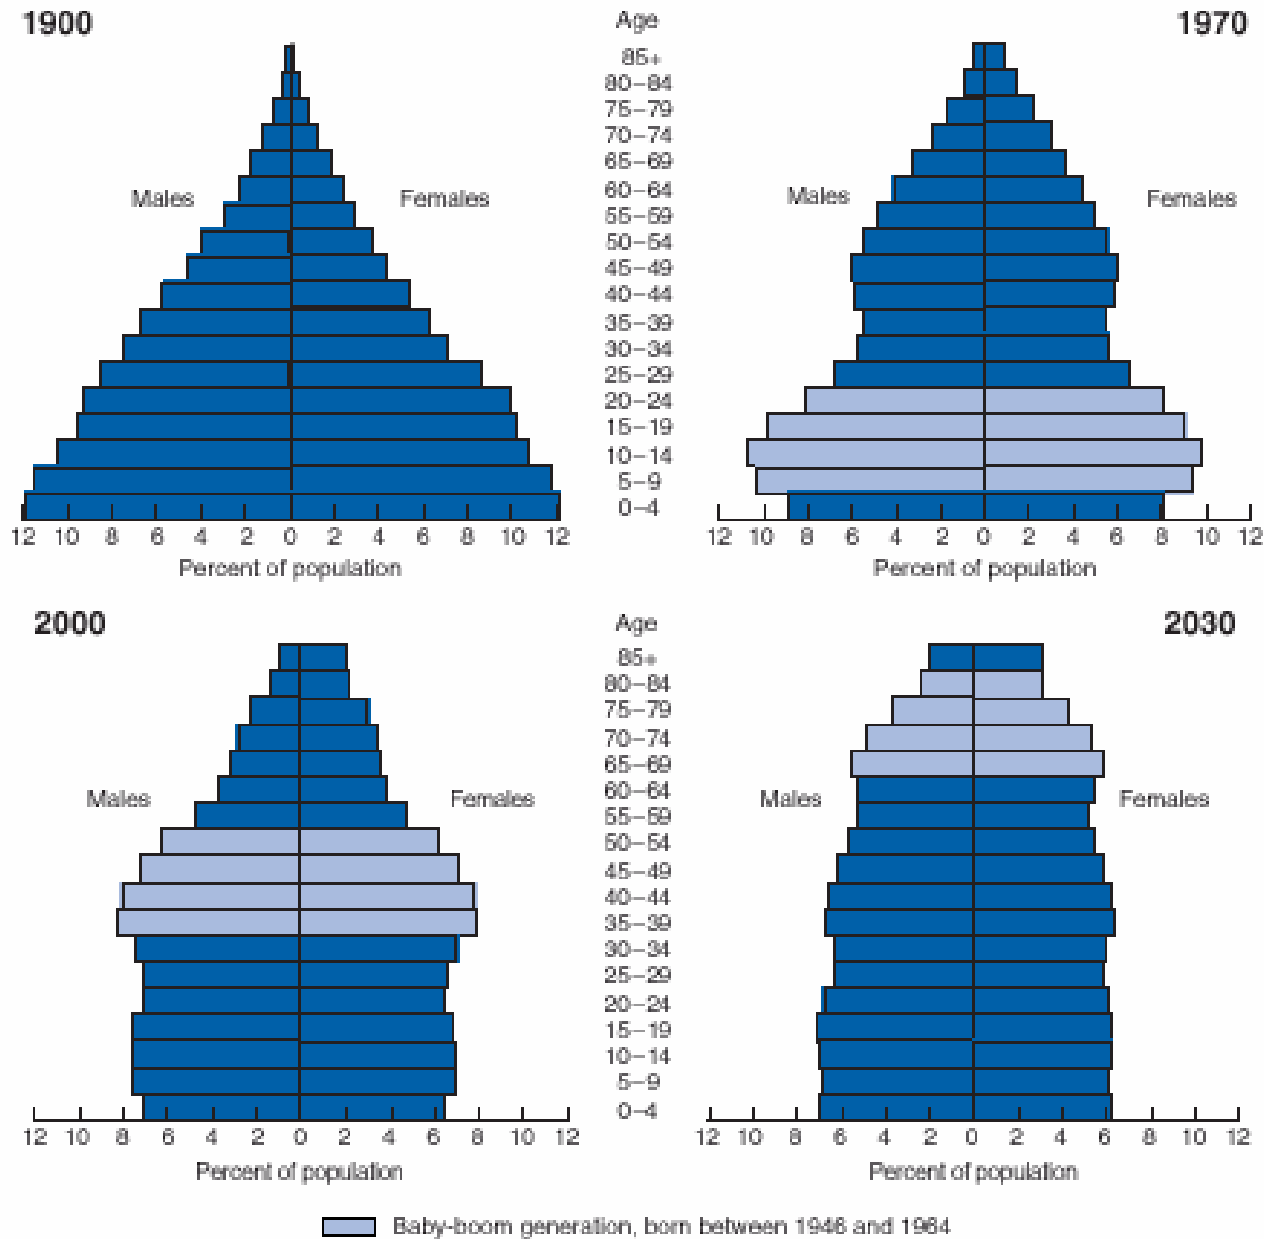 1900
Age
1970
85+
80–84
75–79
70–74
65–69
60–64
55–59
50–54
45–49
40–44
35–39
30–34
25–29
20–24
15–19
10–14
5–9
0–4
Males
Females
Males
Females
12 10 8 6 4 2 0 2 4 6 8 10 12
12 10 8 6 4 2 0 2 4 6 8 10 12
Percent of population
Percent of population
2000
Age
2030
85+
80–84
75–79
70–74
65–69
60–64
55–59
50–54
45–49
40–44
35–39
30–34
25–29
20–24
15–19
10–14
5–9
0–4
Males
Females
Males
Females
12 10 8 6 4 2 0 2 4 6 8 10 12
12 10 8 6 4 2 0 2 4 6 8 10 12
Percent of population
Percent of population
Baby-boom generation, born between 1946 and 1964